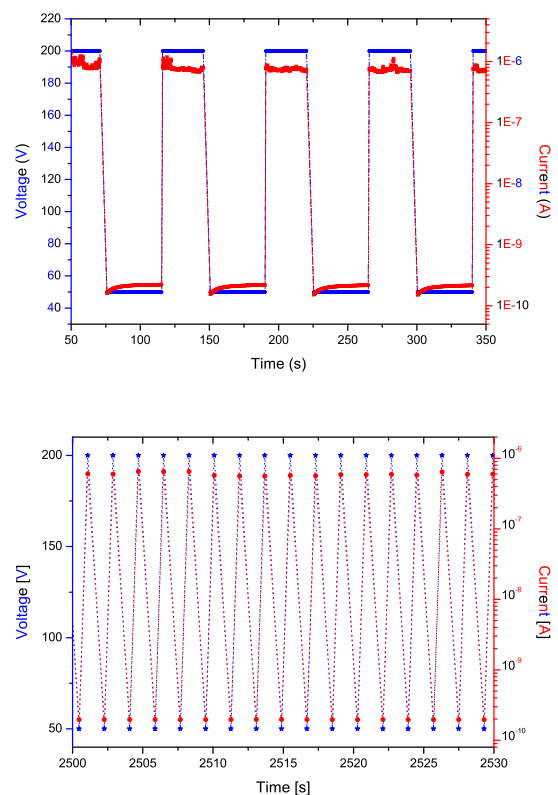 220
200
180
160
140
120
100
80
60
40
Voltage (V)
1E-6
1E-7
1E-8
1E-9
1E-10
Current (A)
50 100 150 200 250 300 350
Time (s)
200
150
100
50
Voltage [V]
10-6
10-7
10-8
10-9
10-10
Current [A]
2500 2505 2510 2515 2520 2525 2530
Time [s]